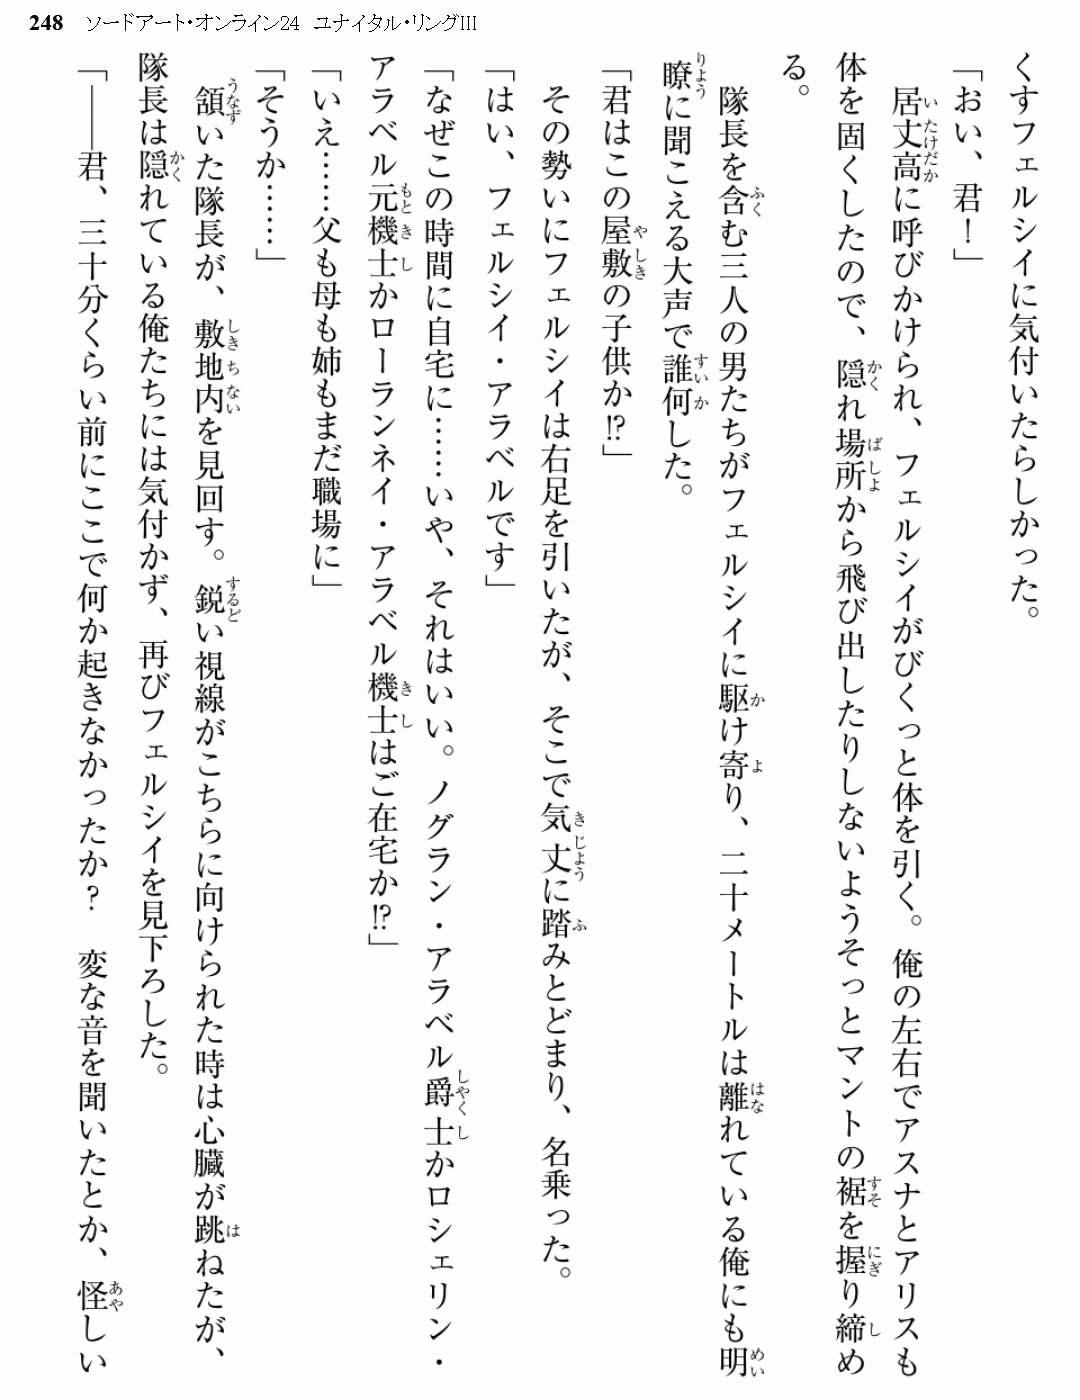 248 ソードアート・オンライン24 ユナイタル・リングIII
くすフェルシイに気付いたらしかった。
「おい、君！」
居丈高に呼びかけられ、フェルシイがびくっと体を引く。俺の左右でアスナとアリスも
体を固くしたので、隠れ場所から飛び出したりしないようそっとマントの裾を握り締め
る。
隊長を含む三人の男たちがフェルシイに駆け寄り、二十メートルは離れている俺にも明
瞭に聞こえる大声で誰何した。
「君はこの屋敷の子供か⁉」
その勢いにフェルシイは右足を引いたが、そこで気丈に踏みとどまり、名乗った。
「はい、フェルシイ・アラベルです」
「なぜこの時間に自宅に……いや、それはいい。ノグラン・アラベル爵士かロシェリン・
アラベル元機士かローランネイ・アラベル機士はご在宅か⁉」
「いえ……父も母も姉もまだ職場に」
「そうか……」
頷いた隊長が、敷地内を見回す。鋭い視線がこちらに向けられた時は心臓が跳ねたが、
隊長は隠れている俺たちには気付かず、再びフェルシイを見下ろした。
「――君、三十分くらい前にここで何か起きなかったか？　変な音を聞いたとか、怪しい